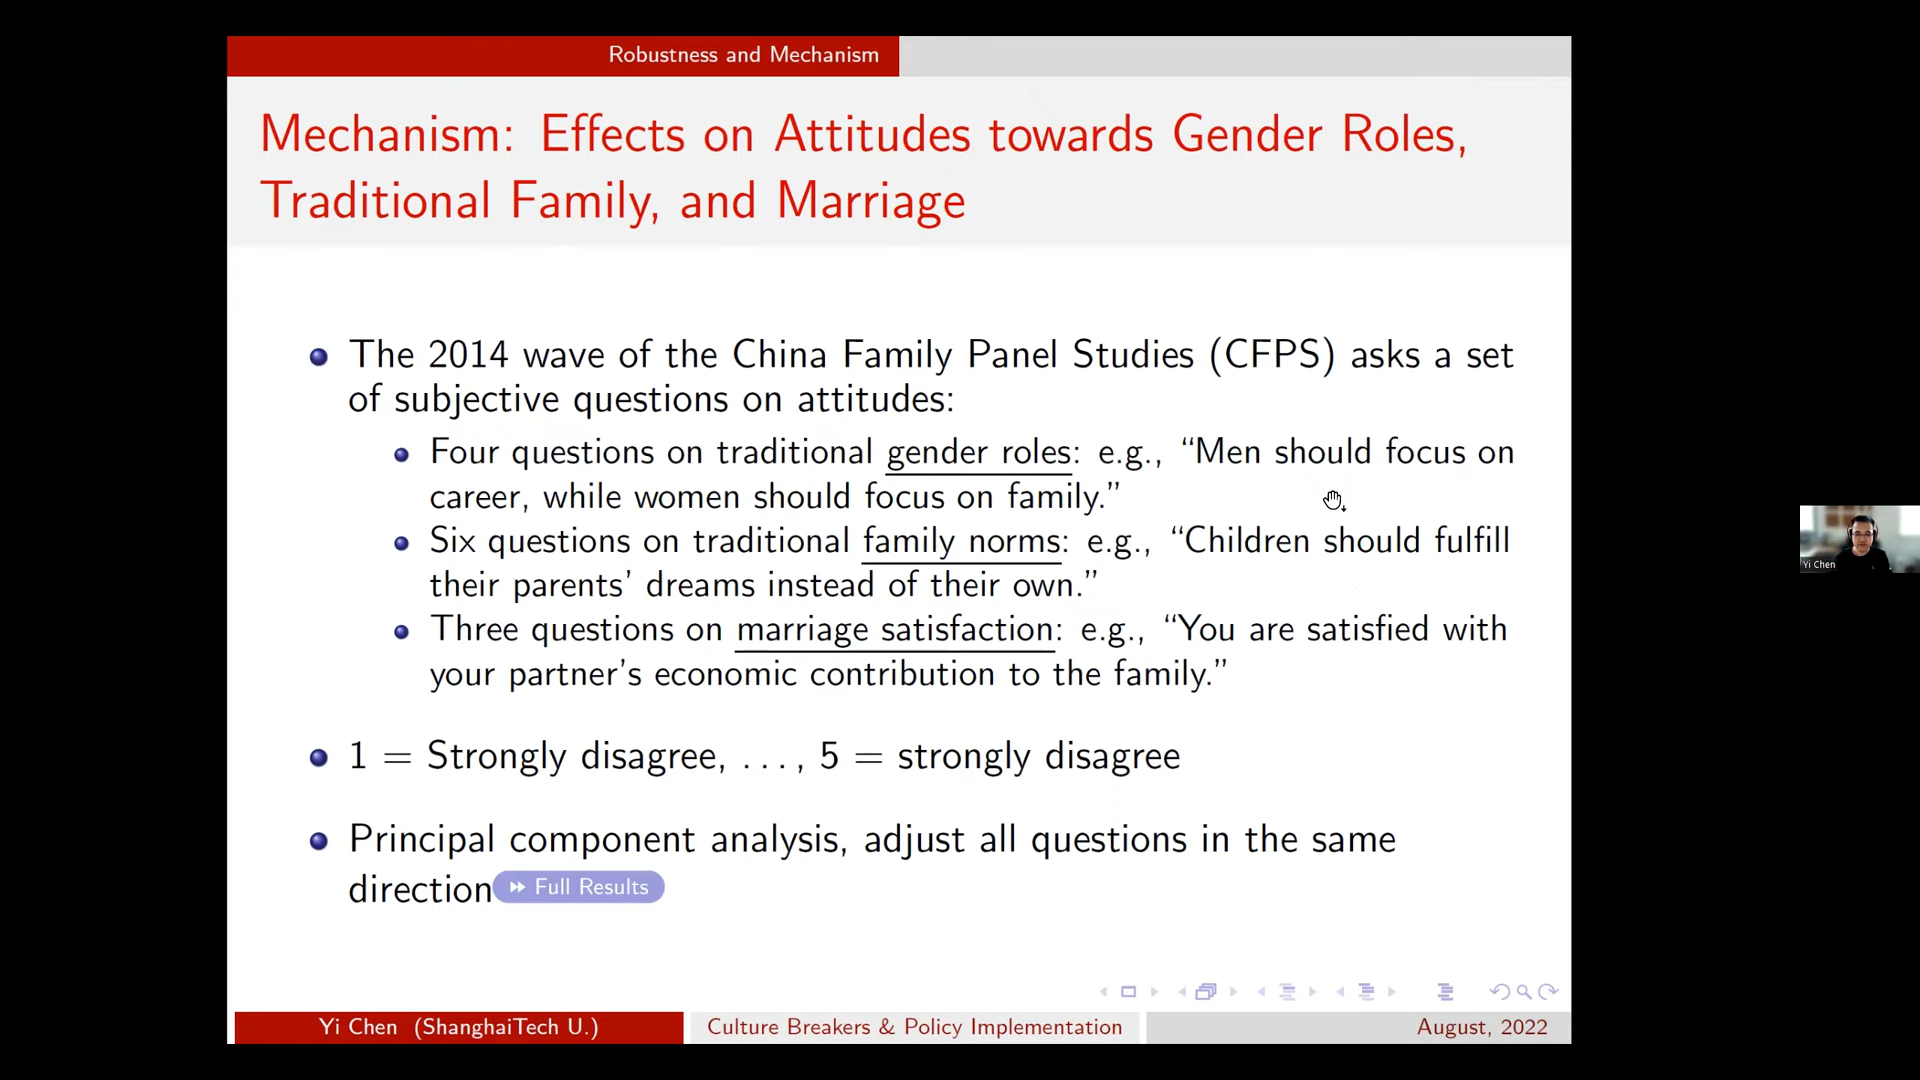 Robustness and Mechanism
Mechanism: Effects on Attitudes towards Gender Roles,
Traditional Family, and Marriage
The 2014 wave of the China Family Panel Studies (CFPS) asks a set
of subjective questions on attitudes:
Four questions on traditional gender roles: e.g., “Men should focus on
career, while women should focus on family.”
Six questions on traditional family norms: e.g., “Children should fulfill
their parents’ dreams instead of their own.”
Three questions on marriage satisfaction: e.g., “You are satisfied with
your partner’s economic contribution to the family.”
1 = Strongly disagree, . . . , 5 = strongly disagree
Principal component analysis, adjust all questions in the same
direction Full Results
Yi Chen (ShanghaiTech U.) Culture Breakers & Policy Implementation August, 2022
Yi Chen